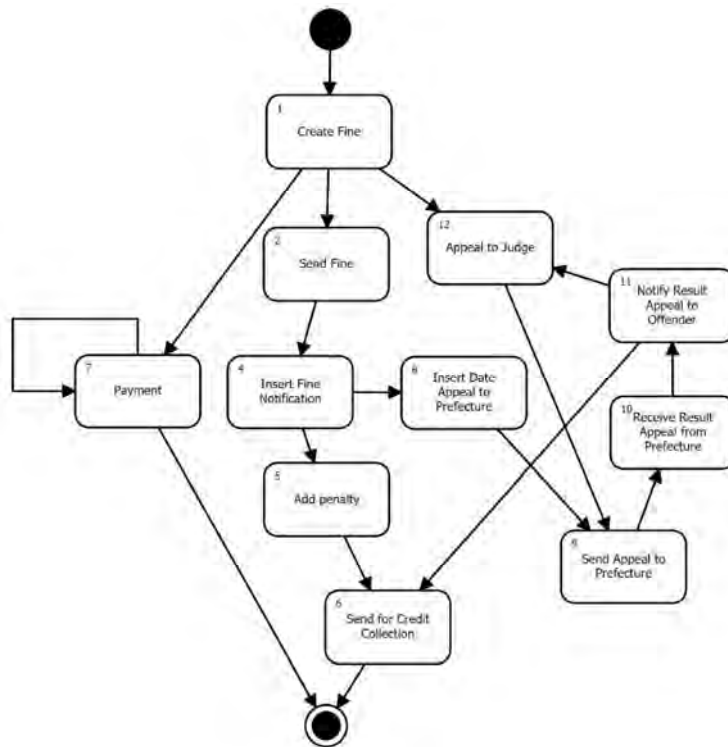 1
Create Fine
2
Send Fine
12
Appeal to Judge
11
Notify Result
Appeal to
Offender
7
Payment
4
Insert Fine
Notification
8
Insert Date
Appeal to
Prefecture
10
Receive Result
Appeal from
Prefecture
5
Add penalty
9
Send Appeal to
Prefecture
6
Send for Credit
Collection